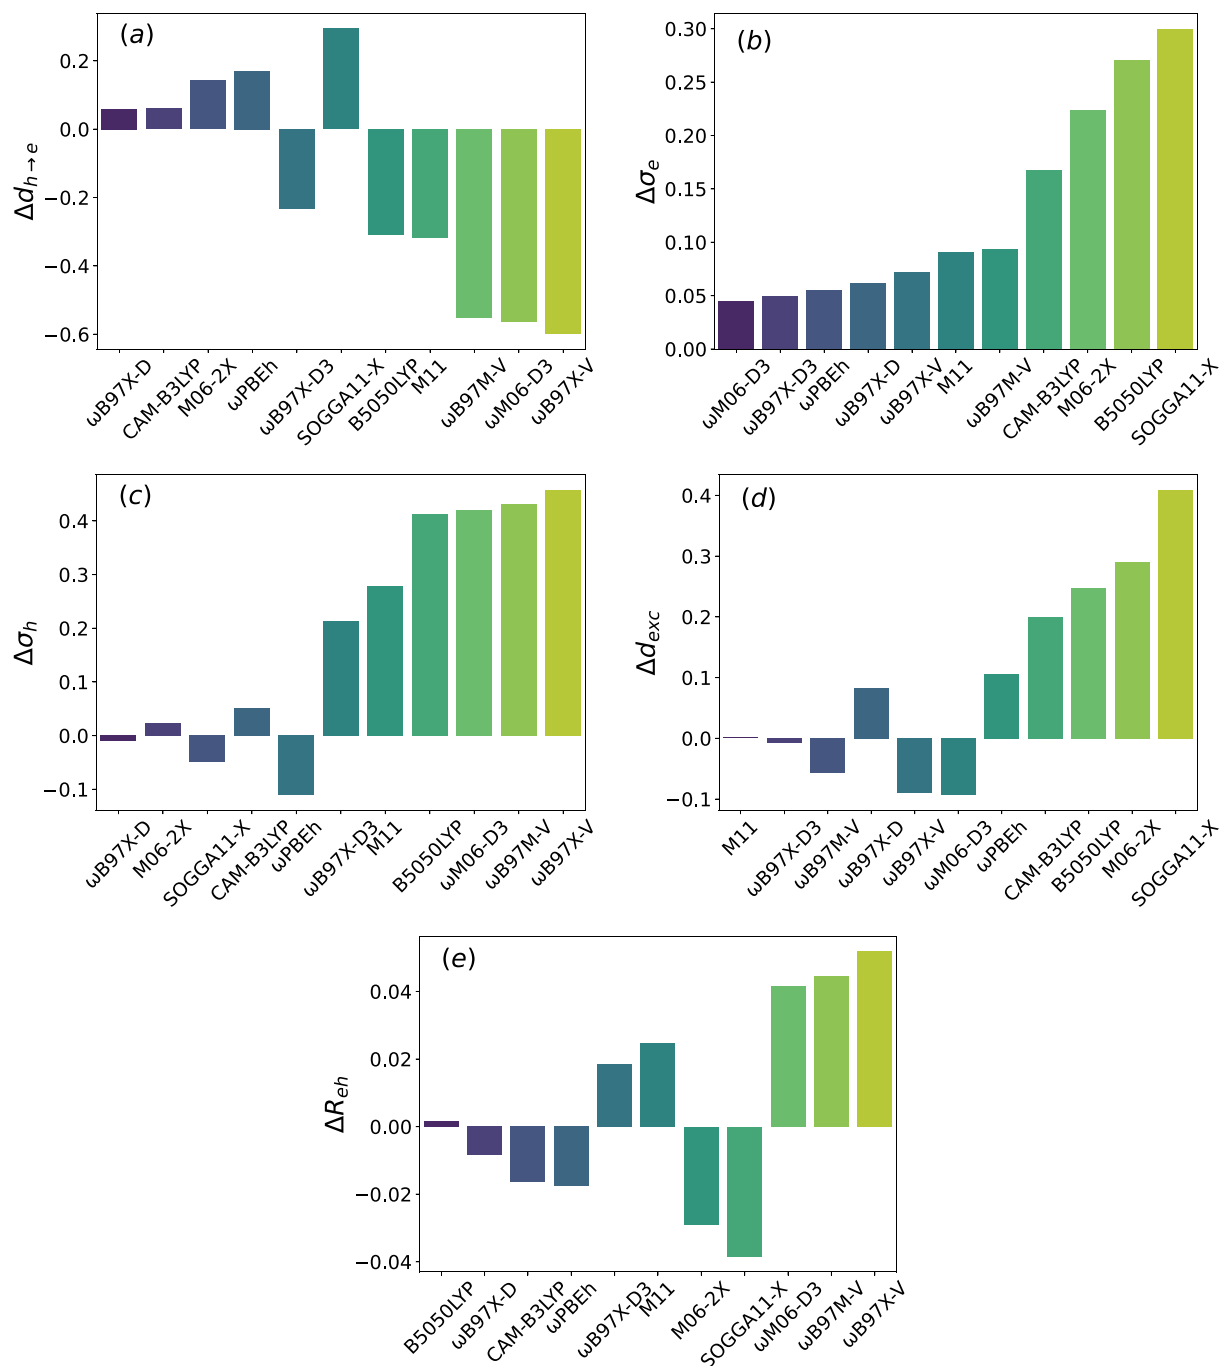 (a)
Δd_{h→e}
0.2
0.0
−0.2
−0.4
−0.6
ωB97X-D
CAM-B3LYP
M06-2X
ωPBEh
ωB97X-D3
SOGGA11-X
B5050LYP
M11
ωB97M-V
ωM06-D3
ωB97X-V
(b)
Δσ_e
0.30
0.25
0.20
0.15
0.10
0.05
0.00
ωM06-D3
ωB97X-D3
ωPBEh
ωB97X-D
ωB97X-V
M11
ωB97M-V
CAM-B3LYP
M06-2X
B5050LYP
SOGGA11-X
(c)
Δσ_h
0.4
0.3
0.2
0.1
0.0
−0.1
ωB97X-D
M06-2X
SOGGA11-X
CAM-B3LYP
ωPBEh
ωB97X-D3
M11
B5050LYP
ωM06-D3
ωB97M-V
ωB97X-V
(d)
Δd_{exc}
0.4
0.3
0.2
0.1
0.0
−0.1
M11
ωB97X-D3
ωB97M-V
ωB97X-D
ωB97X-V
ωM06-D3
ωPBEh
CAM-B3LYP
B5050LYP
M06-2X
SOGGA11-X
(e)
ΔR_{eh}
0.04
0.02
0.00
−0.02
−0.04
B5050LYP
ωB97X-D
CAM-B3LYP
ωPBEh
ωB97X-D3
M11
M06-2X
SOGGA11-X
ωM06-D3
ωB97M-V
ωB97X-V